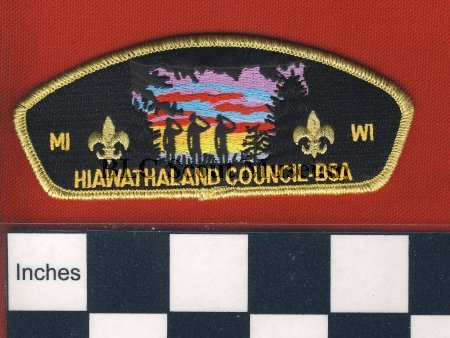 MI WI
HIAWATHALAND COUNCIL-BSA
Inches